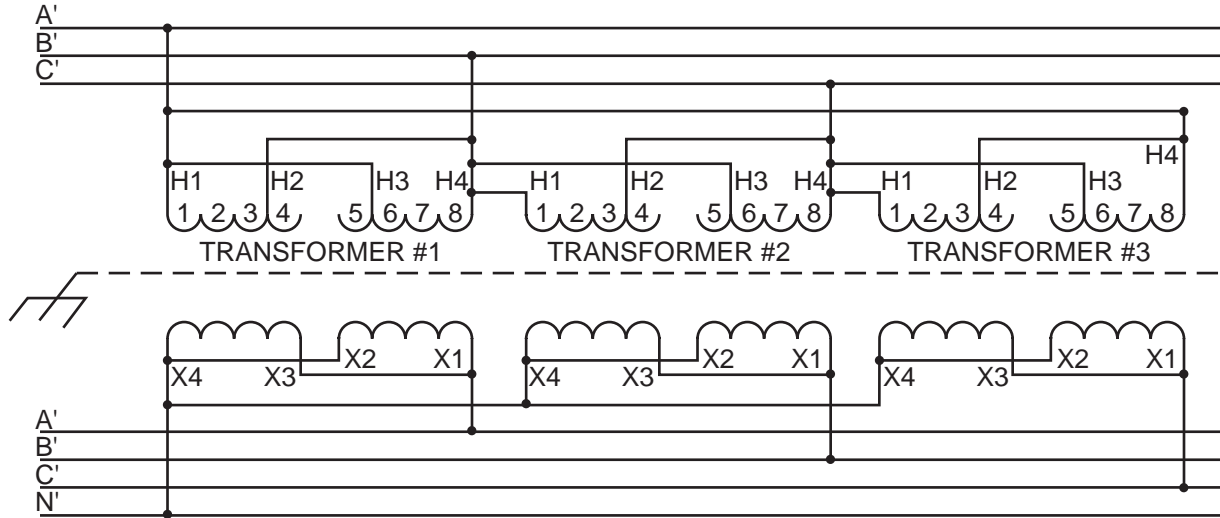 A'
B'
C'
H4
H1 H2 H3 H4 H1 H2 H3 H4 H1 H2 H3
1 2 3 4 5 6 7 8 1 2 3 4 5 6 7 8 1 2 3 4 5 6 7 8
TRANSFORMER #1 TRANSFORMER #2 TRANSFORMER #3
X2 X1 X2 X1 X2 X1
X4 X3 X4 X3 X4 X3
A'
B'
C'
N'